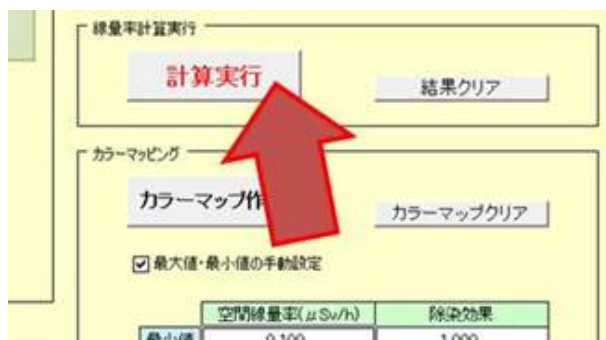 線量率計算実行
計算実行
結果クリア
カラーマッピング
カラーマップ作
カラーマップクリア
最大値・最小値の手動設定
空間線量率(μSv/h) 除染効果
最小値 0.100 1.000